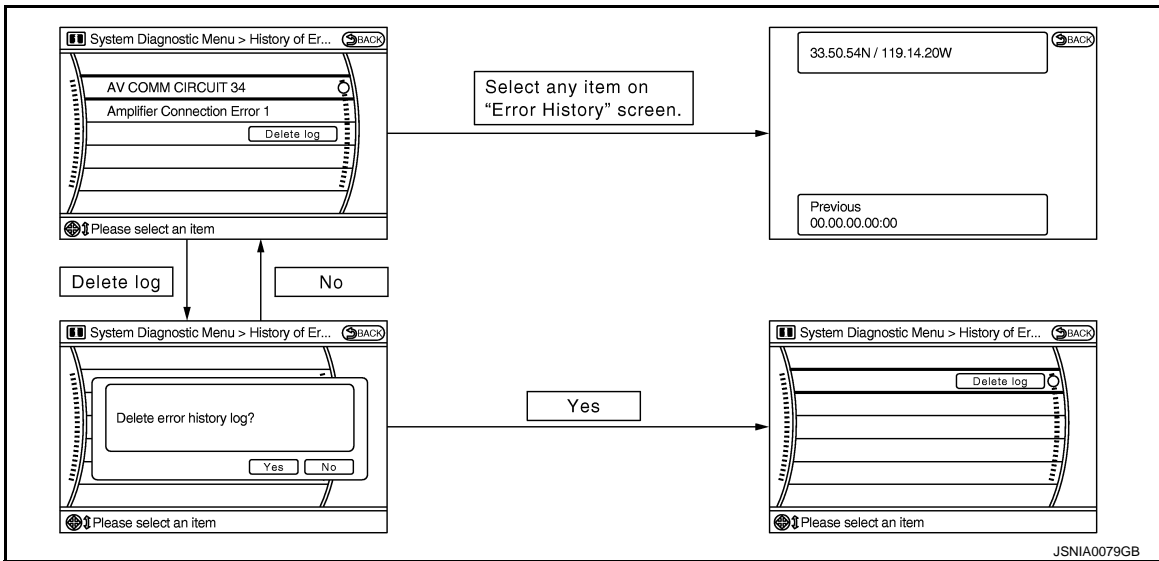 System Diagnostic Menu > History of Er...
BACK
AV COMM CIRCUIT 34
Amplifier Connection Error 1
Delete log
Please select an item
Select any item on
“Error History” screen.
BACK
33.50.54N / 119.14.20W
Previous
00.00.00.00:00
Delete log
No
System Diagnostic Menu > History of Er...
BACK
Delete error history log?
Yes
No
Please select an item
Yes
System Diagnostic Menu > History of Er...
BACK
Delete log
Please select an item
JSNIA0079GB